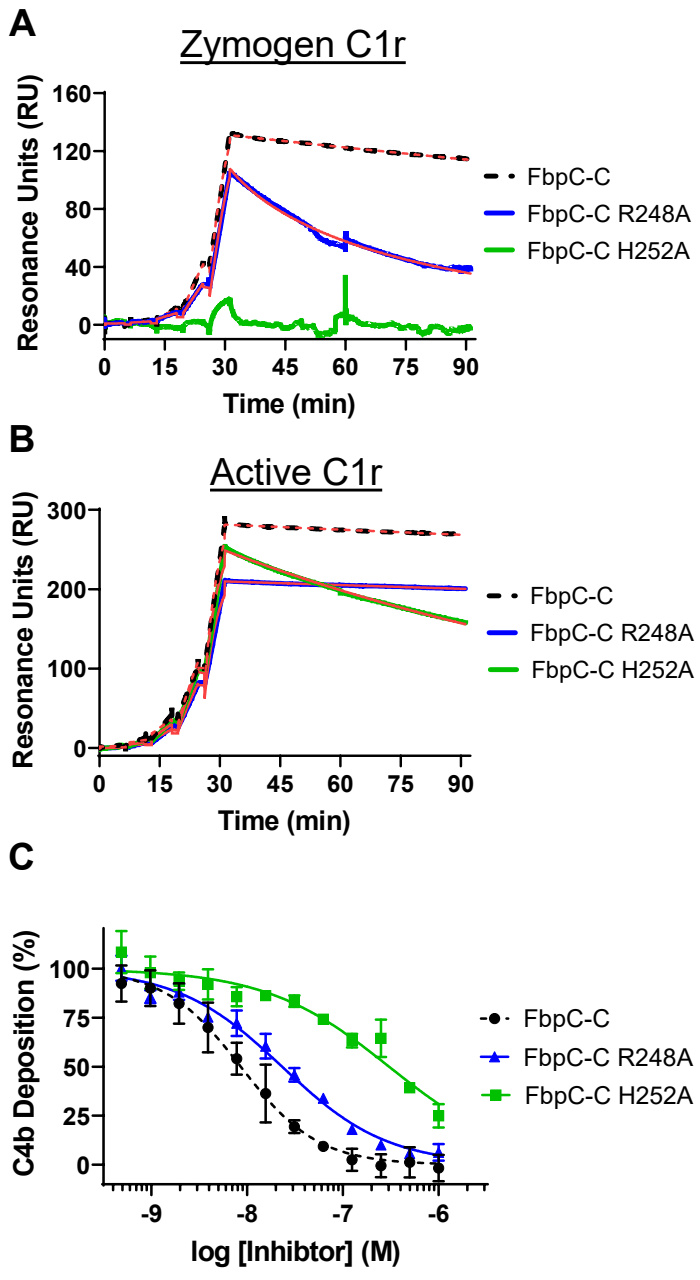 A
Zymogen C1r
Resonance Units (RU)
160
120
80
40
0
0 15 30 45 60 75 90
Time (min)
FbpC-C
FbpC-C R248A
FbpC-C H252A
B
Active C1r
Resonance Units (RU)
300
200
100
0
0 15 30 45 60 75 90
Time (min)
FbpC-C
FbpC-C R248A
FbpC-C H252A
C
C4b Deposition (%)
100
75
50
25
0
-9 -8 -7 -6
log [Inhibtor] (M)
FbpC-C
FbpC-C R248A
FbpC-C H252A